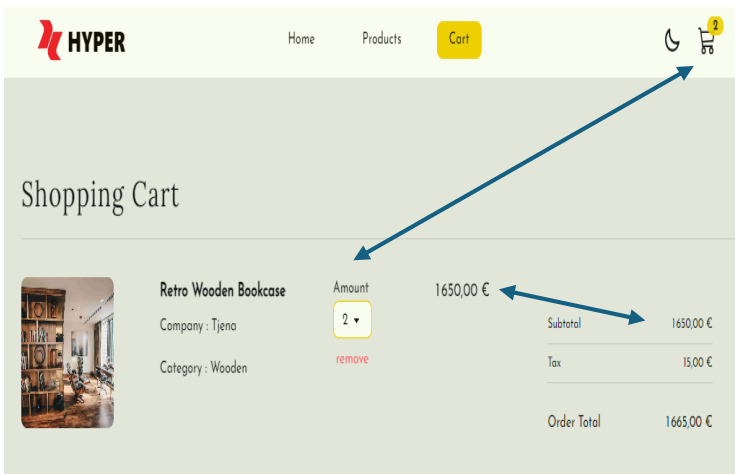 HYPER
Home
Products
Cart
2
Shopping Cart
Retro Wooden Bookcase
Company : Tjena
Category : Wooden
Amount
2
remove
1650,00 €
Subtotal 1650,00 €
Tax 15,00 €
Order Total 1665,00 €